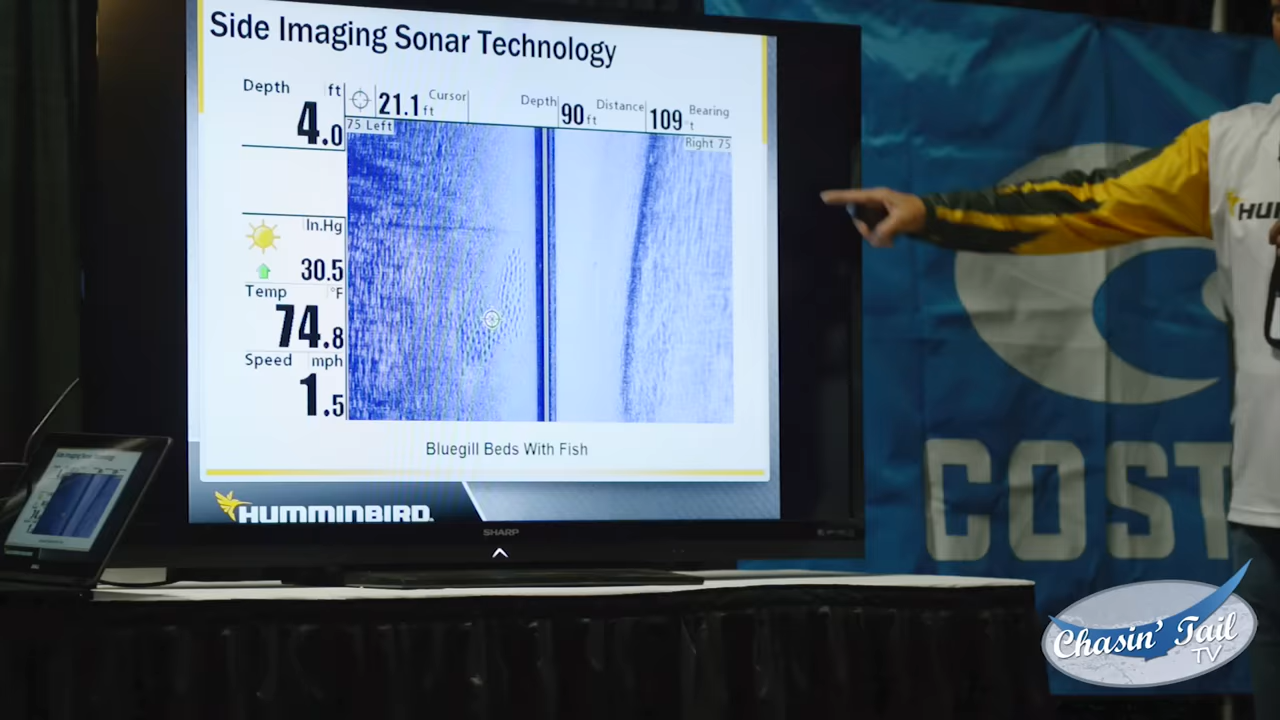 Side Imaging Sonar Technology
Depth ft
4.0
21.1 ft Cursor
Depth 90 ft Distance 109 't Bearing
75 Left
Right 75
In.Hg
30.5
Temp °F
74.8
Speed mph
1.5
Bluegill Beds With Fish
HUMMINBIRD
SHARP
HU
COST
Chasin' Tail
TV